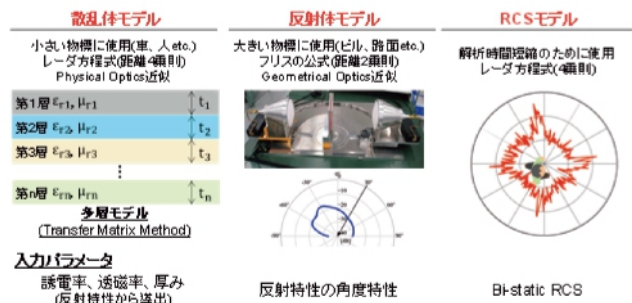 散乱体モデル
小さい物標に使用(車、人etc.)
レーダ方程式(距離4乗則)
Physical Optics近似
第1層 εr1, μr1
t1
第2層 εr2, μr2
t2
第3層 εr3, μr3
t3
⋮
第n層 εrn, μrn
tn
多層モデル
(Transfer Matrix Method)
入力パラメータ
誘電率、透磁率、厚み
(反射特性から導出)
反射体モデル
大きい物標に使用(ビル、路面etc.)
フリスの公式(距離2乗則)
Geometrical Optics近似
反射特性の角度特性
RCSモデル
解析時間短縮のために使用
レーダ方程式(4乗則)
Bi-static RCS